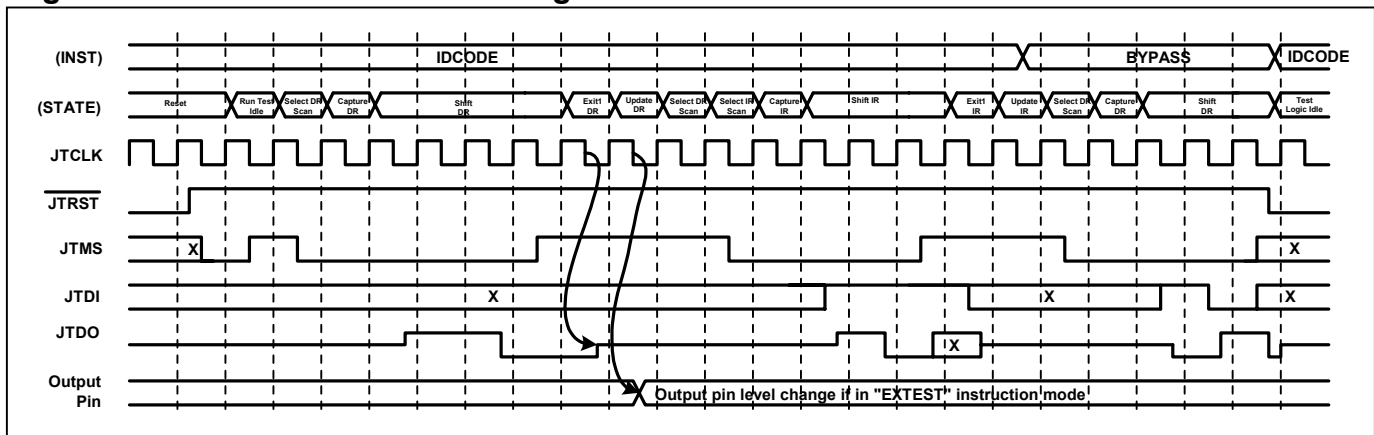 (INST)
IDCODE
BYPASS
IDCODE
(STATE)
Reset
Run Test
Idle
Select DR
Scan
Capture
DR
Shift
DR
Exit1
DR
Update
DR
Select DR
Scan
Select IR
Scan
Capture
IR
Shift IR
Exit1
IR
Update
IR
Select DR
Scan
Capture
DR
Shift
DR
Test
Logic Idle
JTCLK
JTRST
JTMS
X
X
JTDI
X
X
X
JTDO
X
Output
Pin
Output pin level change if in "EXTEST" instruction mode